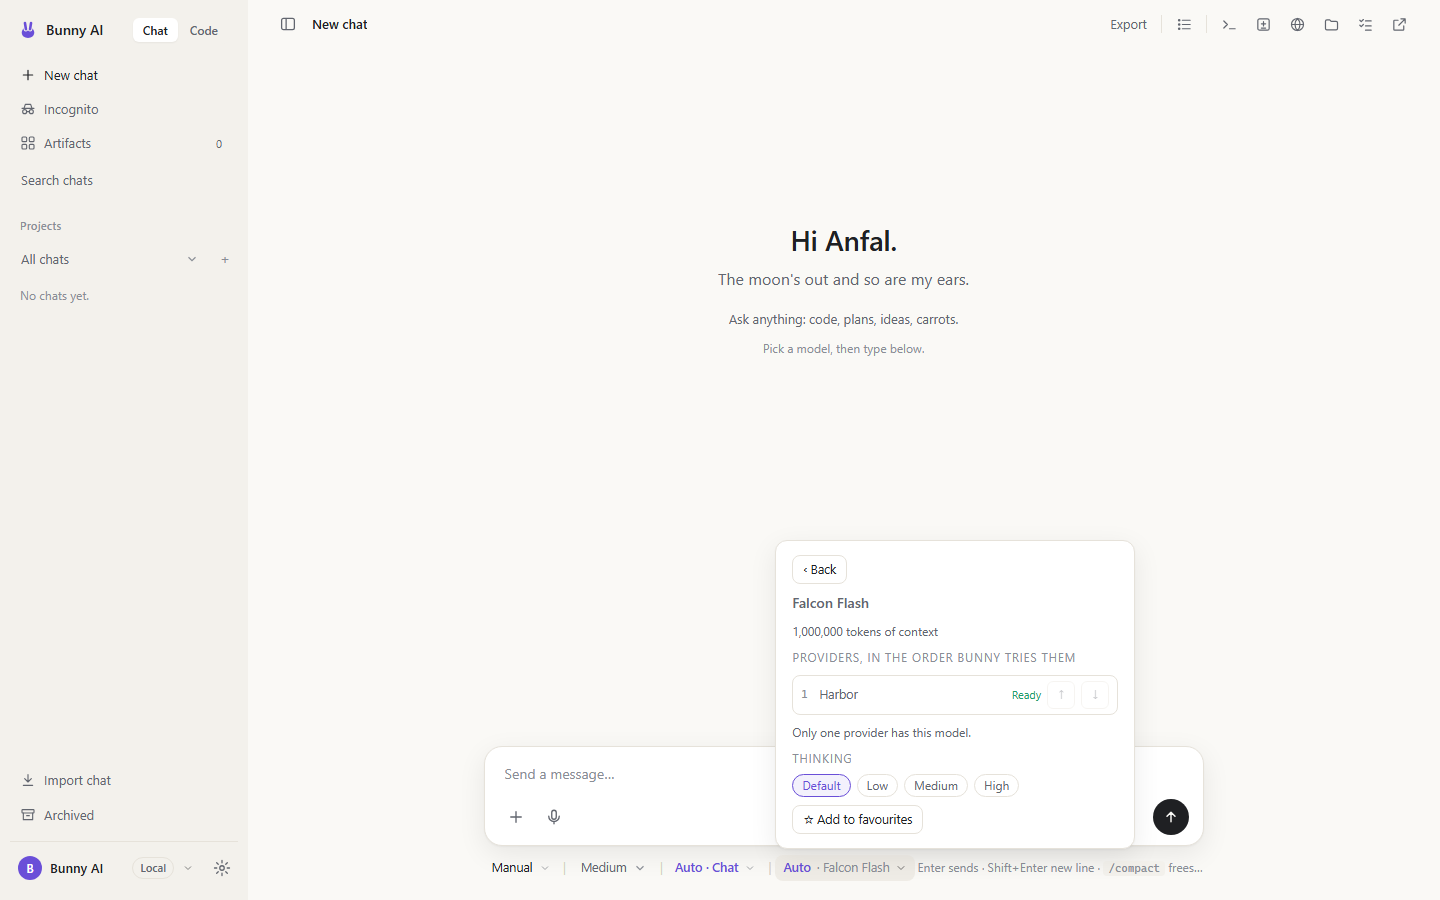 Bunny AI
Chat
Code
New chat
Incognito
Artifacts
0
Search chats
Projects
All chats
+
No chats yet.
Import chat
Archived
B
Bunny AI
Local
New chat
Export
Hi Anfal.
The moon's out and so are my ears.
Ask anything: code, plans, ideas, carrots.
Pick a model, then type below.
‹ Back
Falcon Flash
1,000,000 tokens of context
PROVIDERS, IN THE ORDER BUNNY TRIES THEM
1 Harbor Ready ↑ ↓
Only one provider has this model.
THINKING
Default Low Medium High
☆ Add to favourites
Send a message...
Manual | Medium | Auto · Chat | Auto · Falcon Flash Enter sends · Shift+Enter new line · /compact frees...